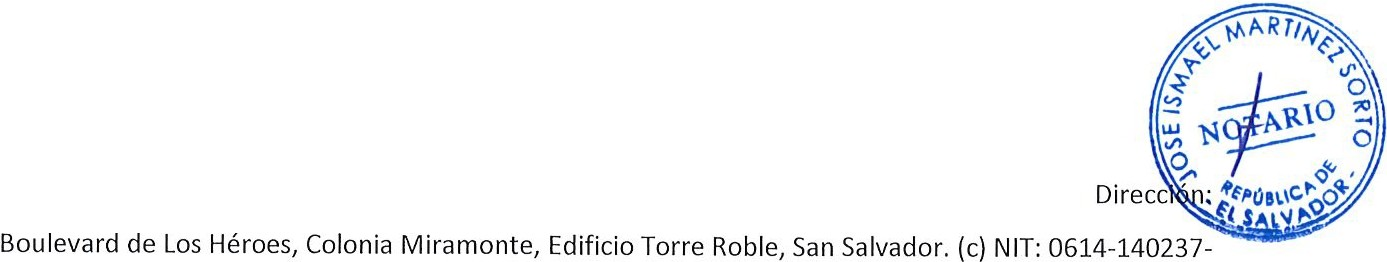 JOSE ISMAEL MARTINEZ SORTO
NOTARIO
REPÚBLICA DE
EL SALVADOR -
Dirección:
Boulevard de Los Héroes, Colonia Miramonte, Edificio Torre Roble, San Salvador. (c) NIT: 0614-140237-